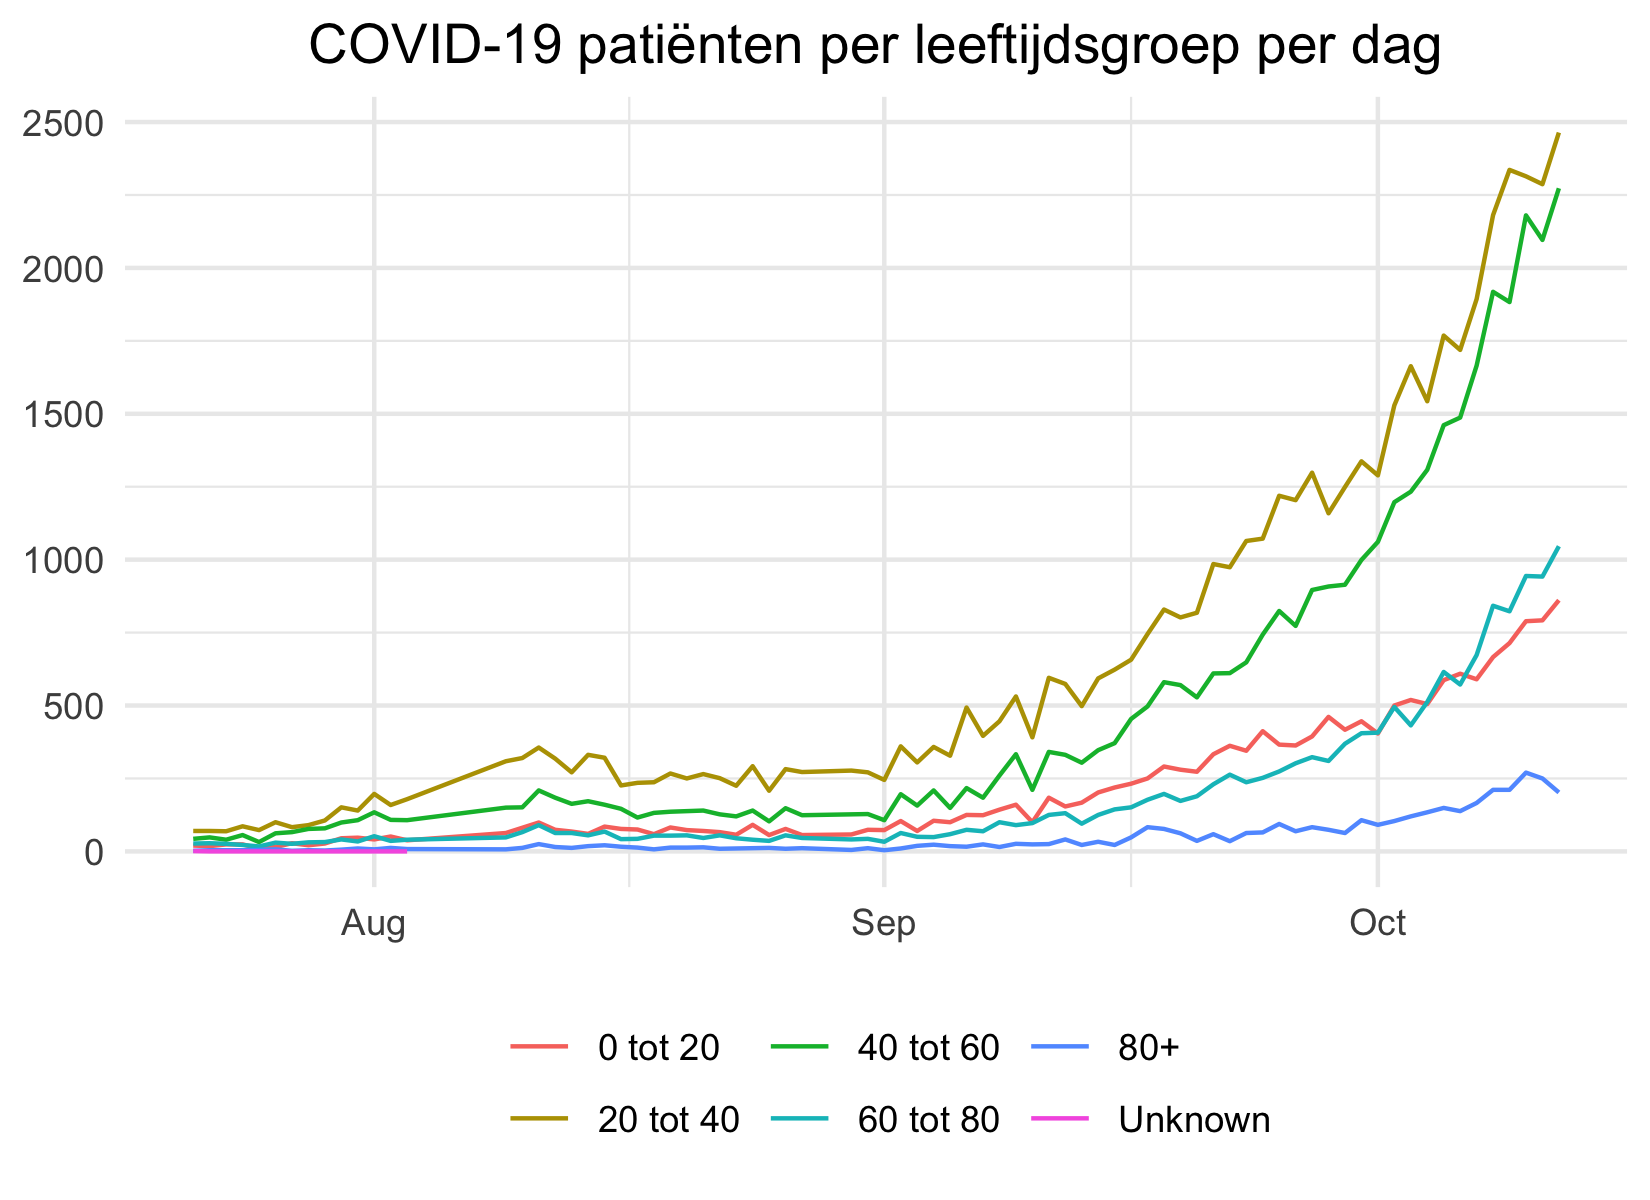 COVID-19 patiënten per leeftijdsgroep per dag
2500
2000
1500
1000
500
0
Aug Sep Oct
0 tot 20 40 tot 60 80+
20 tot 40 60 tot 80 Unknown